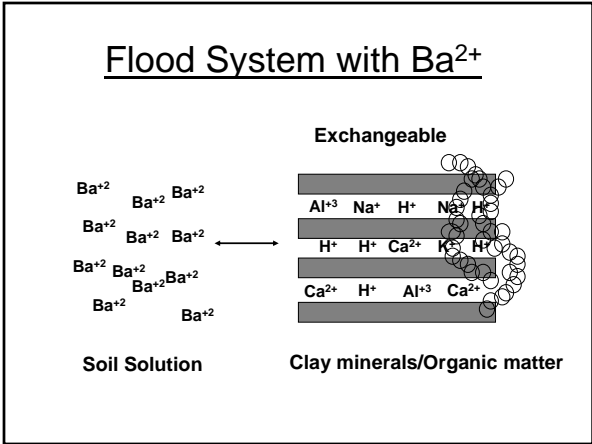 Flood System with Ba²⁺
Exchangeable
Ba⁺² Ba⁺² Ba⁺²
Ba⁺² Ba⁺² Ba⁺²
Ba⁺² Ba⁺² Ba⁺² Ba⁺²
Ba⁺² Ba⁺²
Al⁺³ Na⁺ H⁺ Na⁺ H⁺
H⁺ H⁺ Ca²⁺ K⁺ H⁺
Ca²⁺ H⁺ Al⁺³ Ca²⁺
Soil Solution
Clay minerals/Organic matter